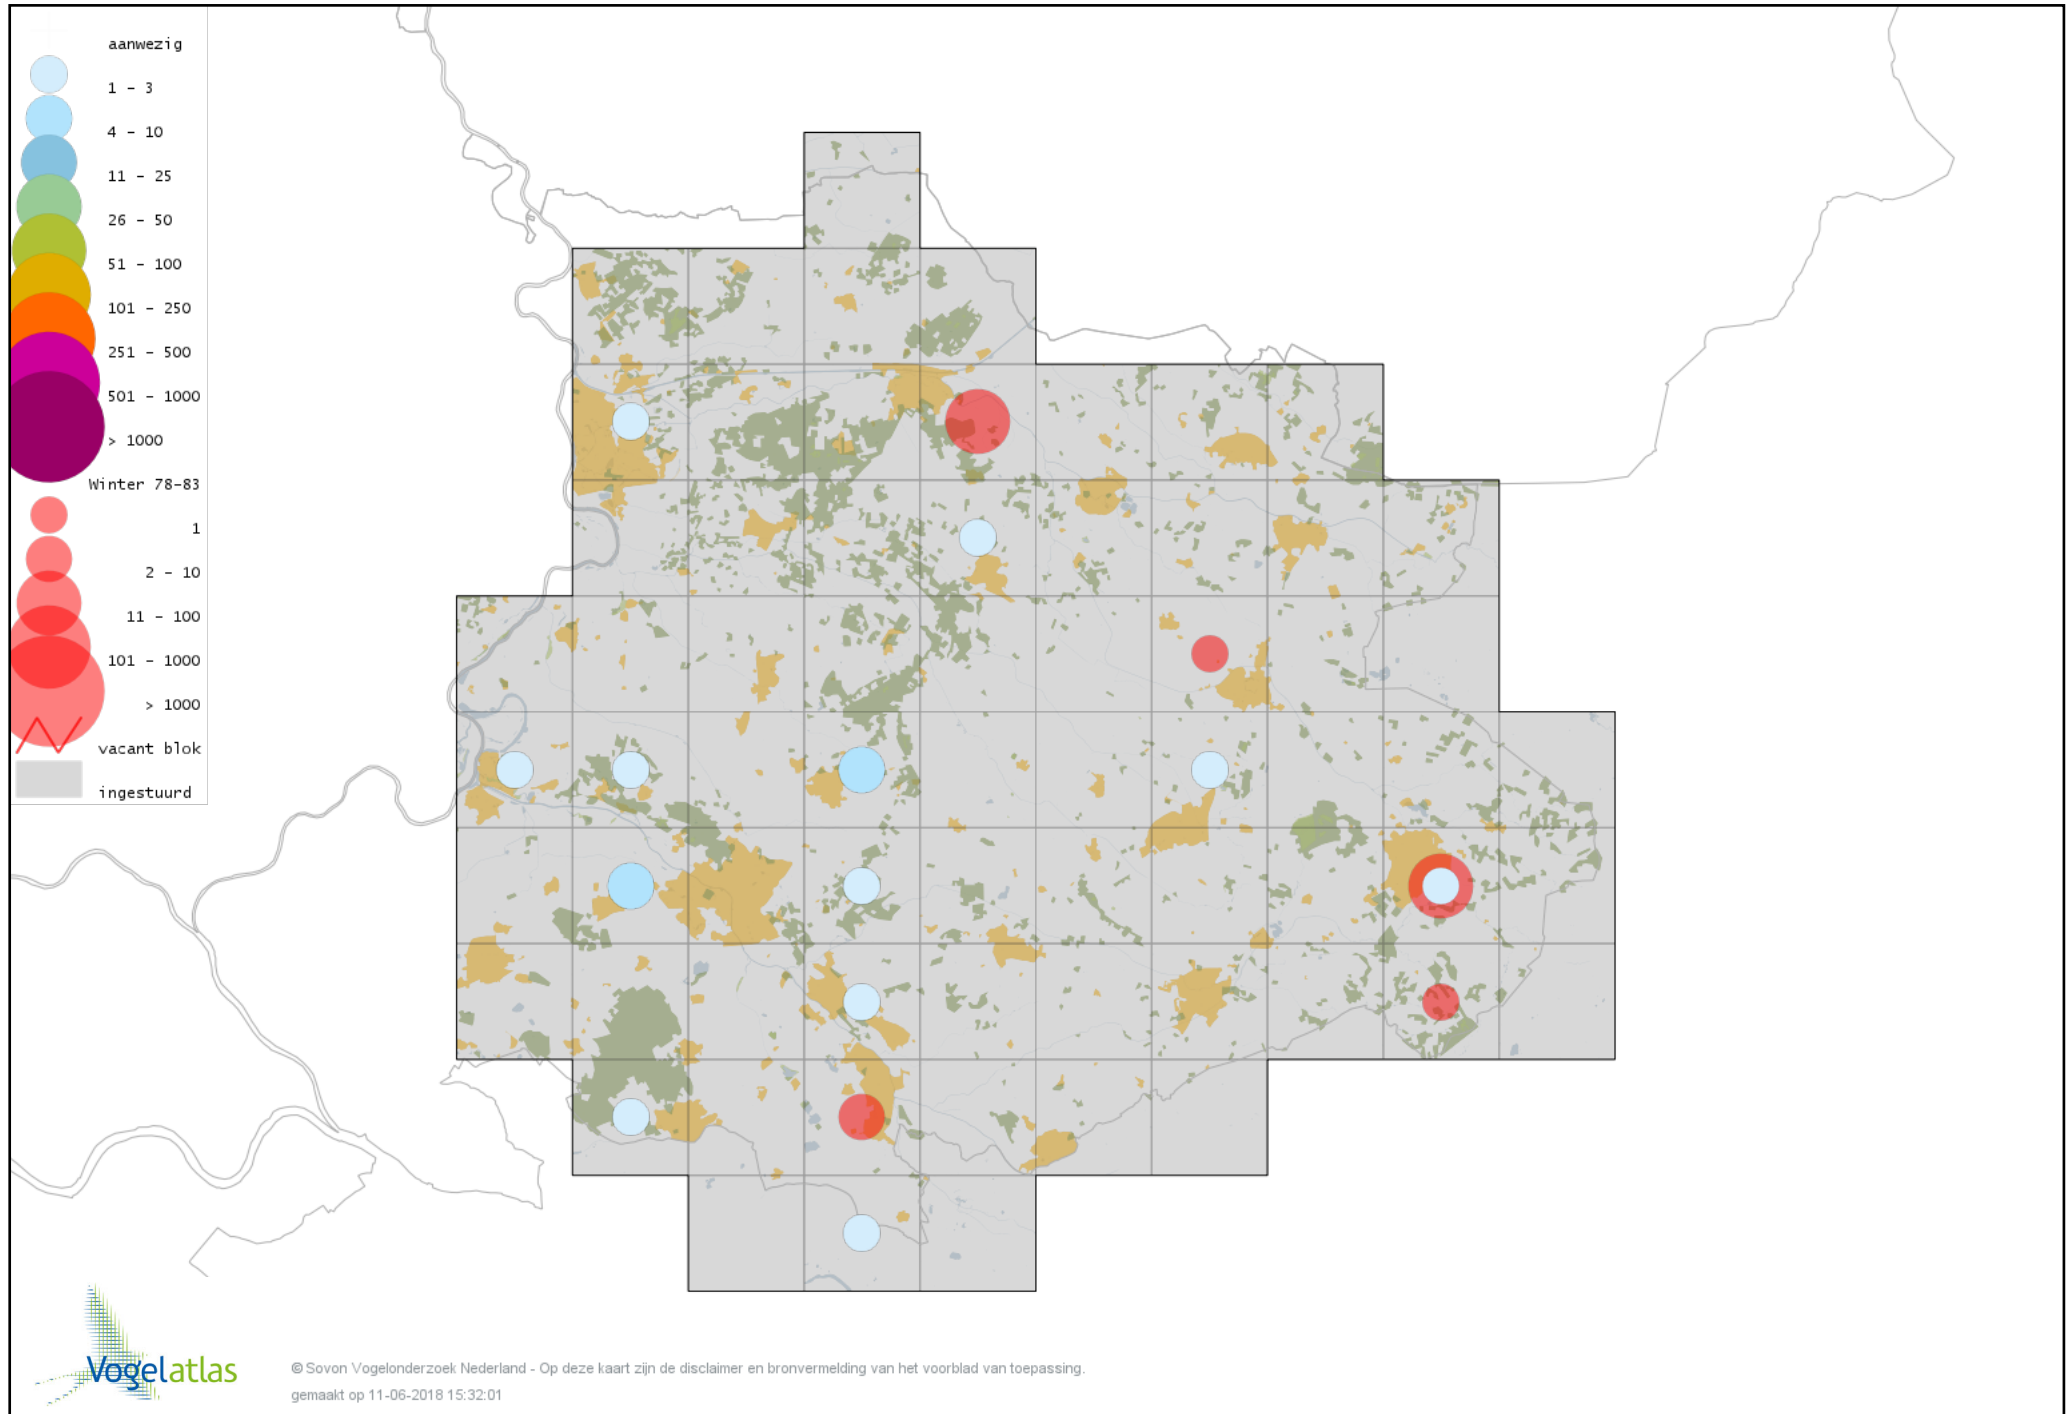 aanwezig
1 - 3
4 - 10
11 - 25
26 - 50
51 - 100
101 - 250
251 - 500
501 - 1000
> 1000
Winter 78-83
1
2 - 10
11 - 100
101 - 1000
> 1000
vacant blok
ingestuurd
Vogelatlas
© Sovon Vogelonderzoek Nederland - Op deze kaart zijn de disclaimer en bronvermelding van het voorblad van toepassing.
gemaakt op 11-06-2018 15:32:01